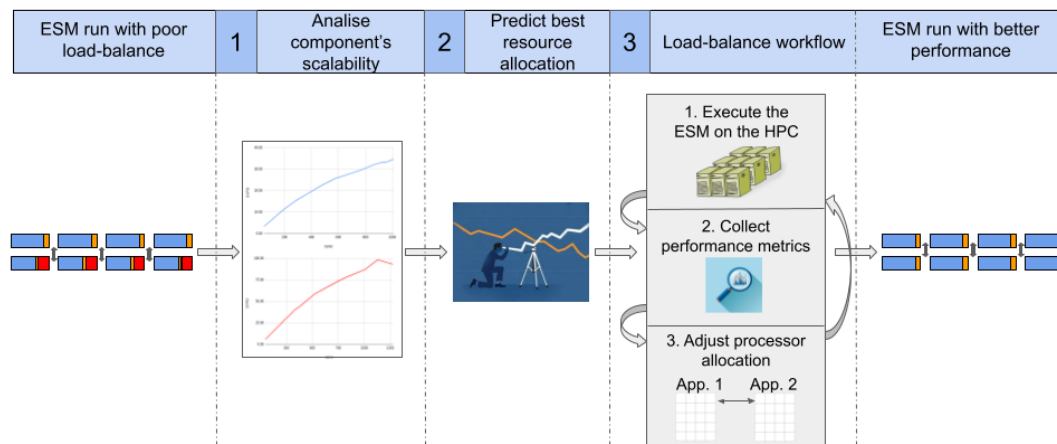 ESM run with poor
load-balance
1
Analise
component's
scalability
2
Predict best
resource
allocation
3
Load-balance workflow
ESM run with better
performance
1. Execute the
ESM on the HPC
2. Collect
performance metrics
3. Adjust processor
allocation
App. 1
App. 2